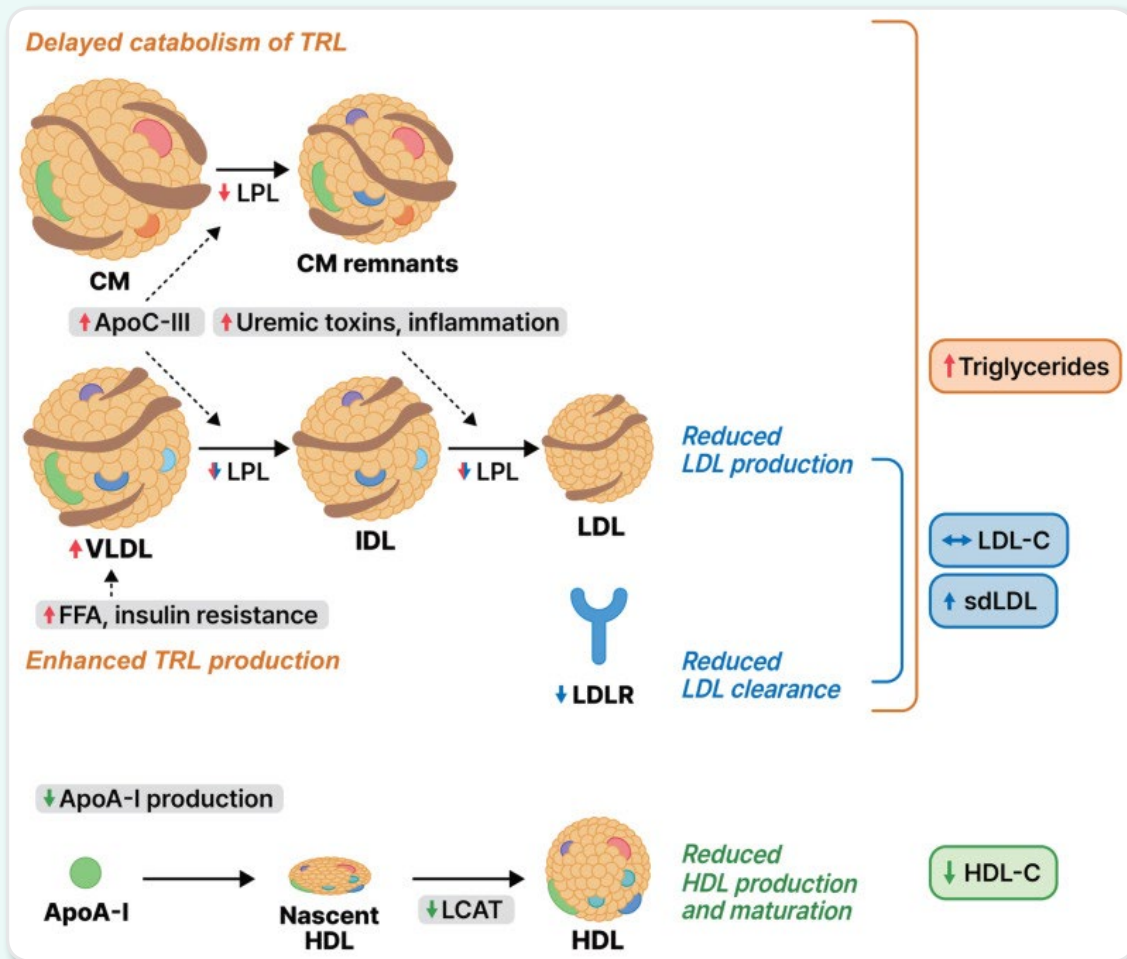 Delayed catabolism of TRL
↓ LPL
CM
CM remnants
↑ ApoC-III
↑ Uremic toxins, inflammation
↑ Triglycerides
↓ LPL
↓ LPL
Reduced
LDL production
↑ VLDL
IDL
LDL
↔ LDL-C
↑ sdLDL
↑ FFA, insulin resistance
Enhanced TRL production
↓ LDLR
Reduced
LDL clearance
↓ ApoA-I production
ApoA-I
Nascent
HDL
↓ LCAT
HDL
Reduced
HDL production
and maturation
↓ HDL-C